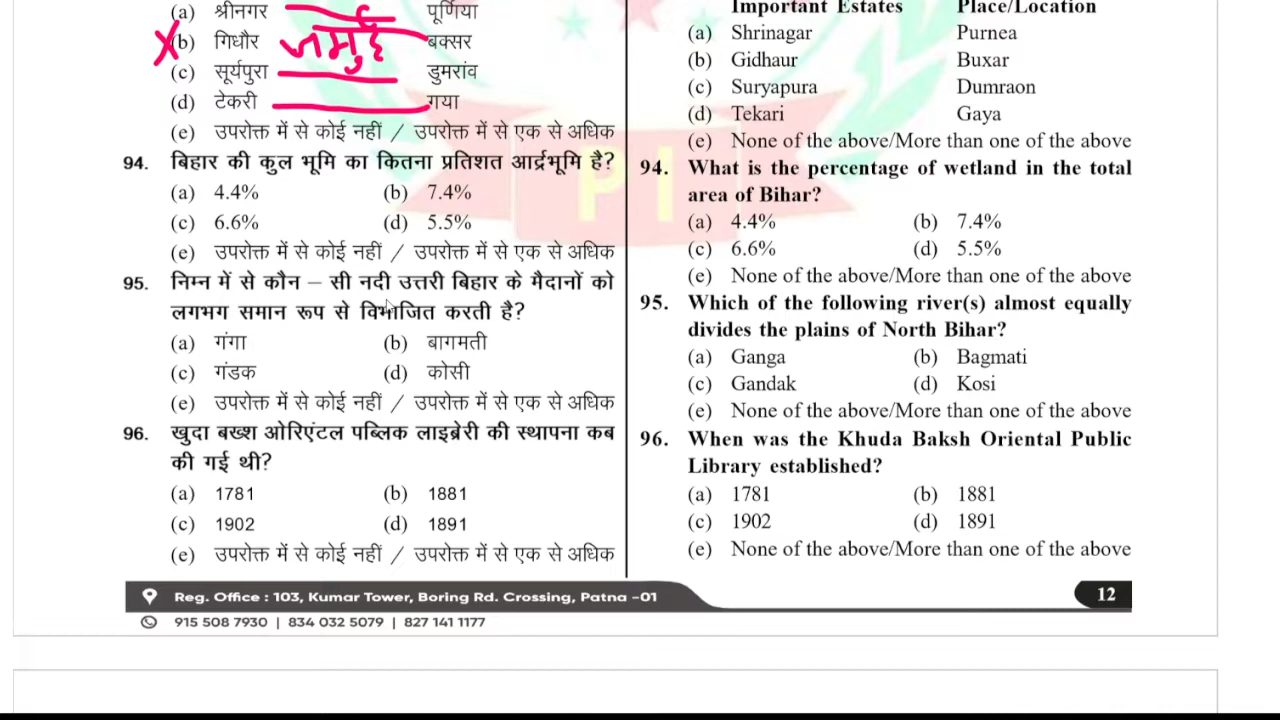 (a) श्रीनगर पूर्णिया
X(b) गिधौर जमुई बक्सर
(c) सूर्यपुरा डुमरांव
(d) टेकरी गया
(e) उपरोक्त में से कोई नहीं / उपरोक्त में से एक से अधिक
94. बिहार की कुल भूमि का कितना प्रतिशत आर्द्रभूमि है?
(a) 4.4% (b) 7.4%
(c) 6.6% (d) 5.5%
(e) उपरोक्त में से कोई नहीं / उपरोक्त में से एक से अधिक
95. निम्न में से कौन – सी नदी उत्तरी बिहार के मैदानों को
लगभग समान रूप से विभाजित करती है?
(a) गंगा (b) बागमती
(c) गंडक (d) कोसी
(e) उपरोक्त में से कोई नहीं / उपरोक्त में से एक से अधिक
96. खुदा बख्श ओरिएंटल पब्लिक लाइब्रेरी की स्थापना कब
की गई थी?
(a) 1781 (b) 1881
(c) 1902 (d) 1891
(e) उपरोक्त में से कोई नहीं / उपरोक्त में से एक से अधिक
Important Estates Place/Location
(a) Shrinagar Purnea
(b) Gidhaur Buxar
(c) Suryapura Dumraon
(d) Tekari Gaya
(e) None of the above/More than one of the above
94. What is the percentage of wetland in the total
area of Bihar?
(a) 4.4% (b) 7.4%
(c) 6.6% (d) 5.5%
(e) None of the above/More than one of the above
95. Which of the following river(s) almost equally
divides the plains of North Bihar?
(a) Ganga (b) Bagmati
(c) Gandak (d) Kosi
(e) None of the above/More than one of the above
96. When was the Khuda Baksh Oriental Public
Library established?
(a) 1781 (b) 1881
(c) 1902 (d) 1891
(e) None of the above/More than one of the above
PI
Reg. Office : 103, Kumar Tower, Boring Rd. Crossing, Patna –01
12
915 508 7930 | 834 032 5079 | 827 141 1177